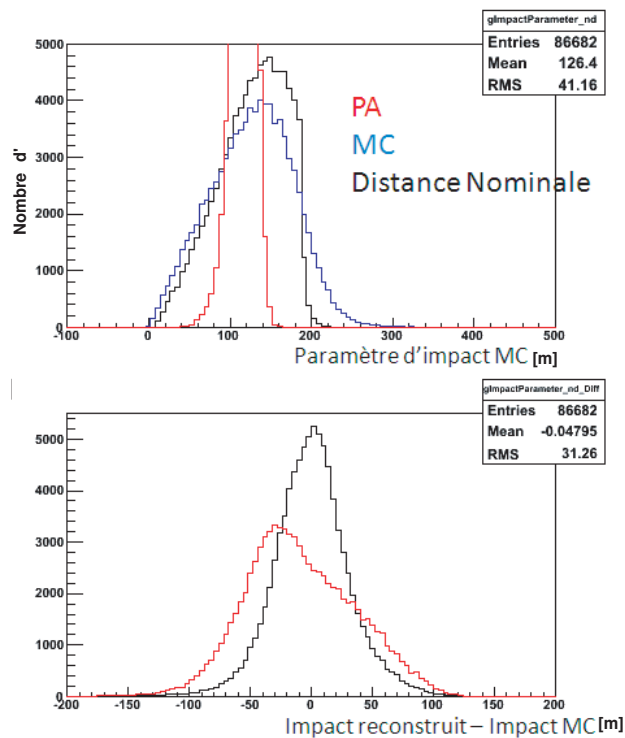 gImpactParameter_nd
Entries 86682
Mean 126.4
RMS 41.16
5000
4000
3000
2000
1000
0
Nombre d'
PA
MC
Distance Nominale
-100 0 100 200 300 400 500
Paramètre d'impact MC [m]
gImpactParameter_nd_Diff
Entries 86682
Mean -0.04795
RMS 31.26
5000
4000
3000
2000
1000
0
-200 -150 -100 -50 0 50 100 150 200
Impact reconstruit – Impact MC [m]